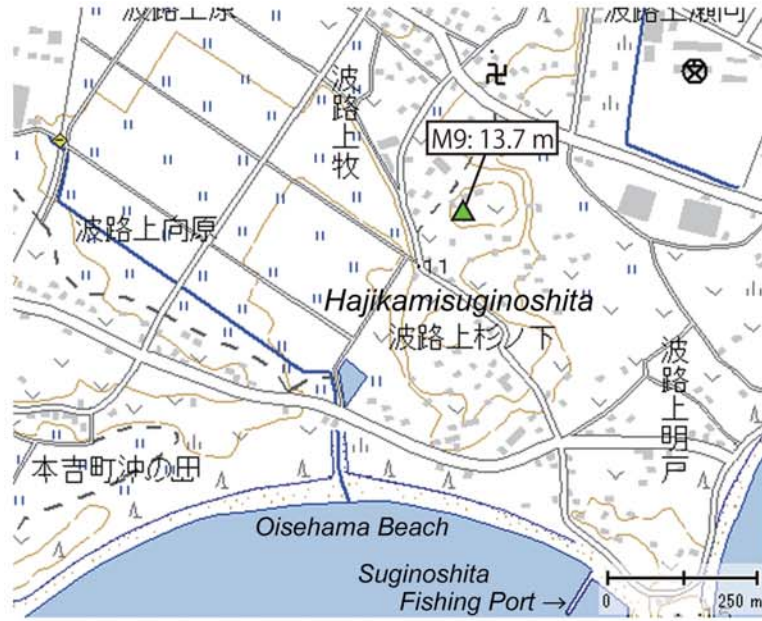 波路上原
波路上瀬向
波路上牧
M9: 13.7 m
波路上向原
11
Hajikamisuginoshita
波路上杉ノ下
波路上明戸
本吉町沖の田
Oisehama Beach
Suginoshita
Fishing Port →
0 250 m